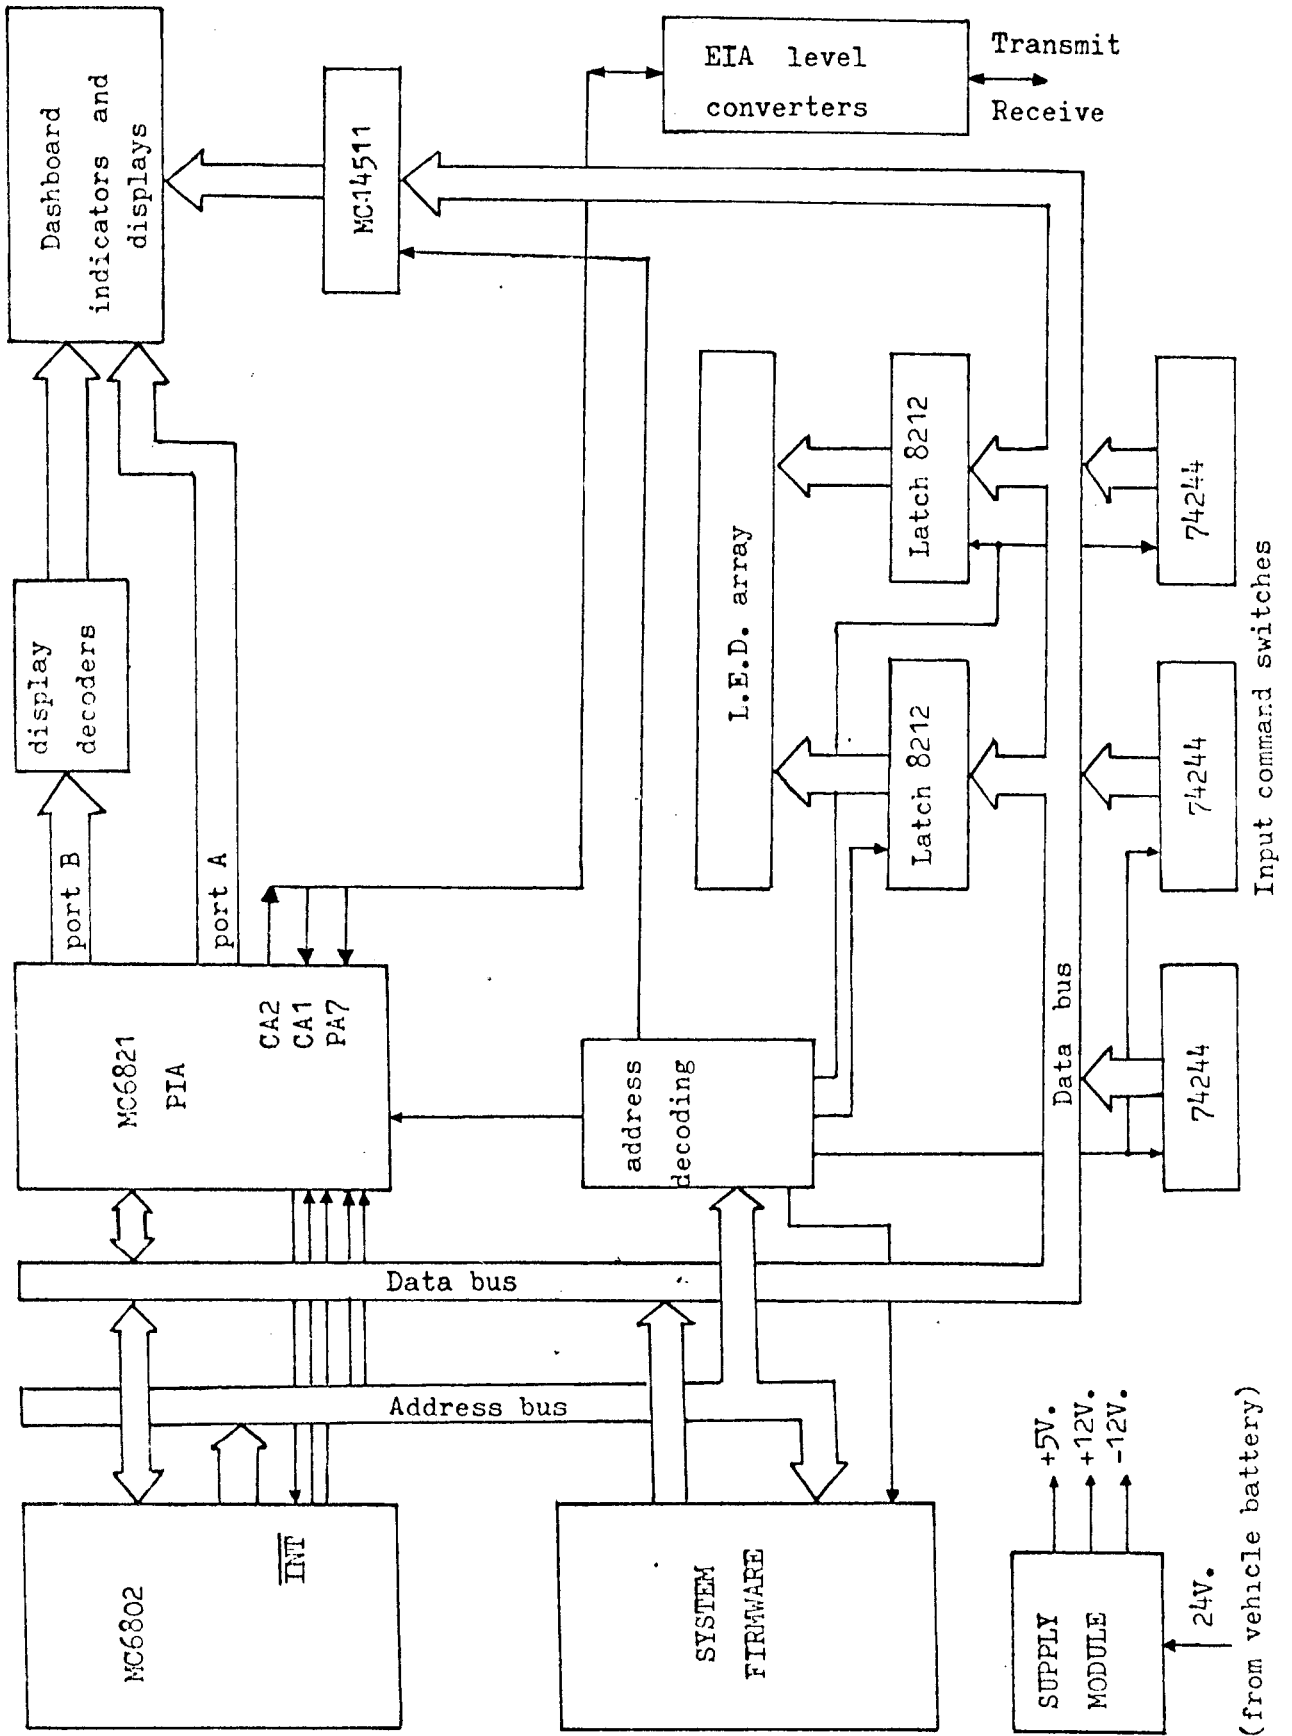 MC6802
INT
SYSTEM
FIRMWARE
SUPPLY
MODULE
+5V.
+12V.
-12V.
24V.
(from vehicle battery)
Address bus
Data bus
MC6821
PIA
CA2
CA1
PA7
port B
port A
address
decoding
display
decoders
Dashboard
indicators and
displays
MC14511
EIA level
converters
Transmit
Receive
L.E.D. array
Latch 8212
Latch 8212
Data bus
74244
74244
74244
Input command switches